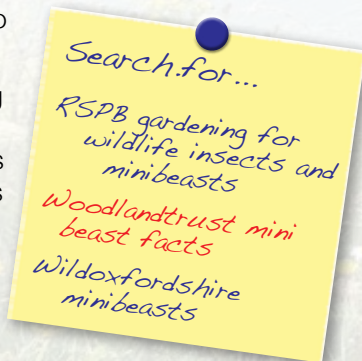 Search for...
RSPB gardening for
wildlife insects and
minibeasts
Woodlandtrust mini
beast facts
Wildoxfordshire
minibeasts